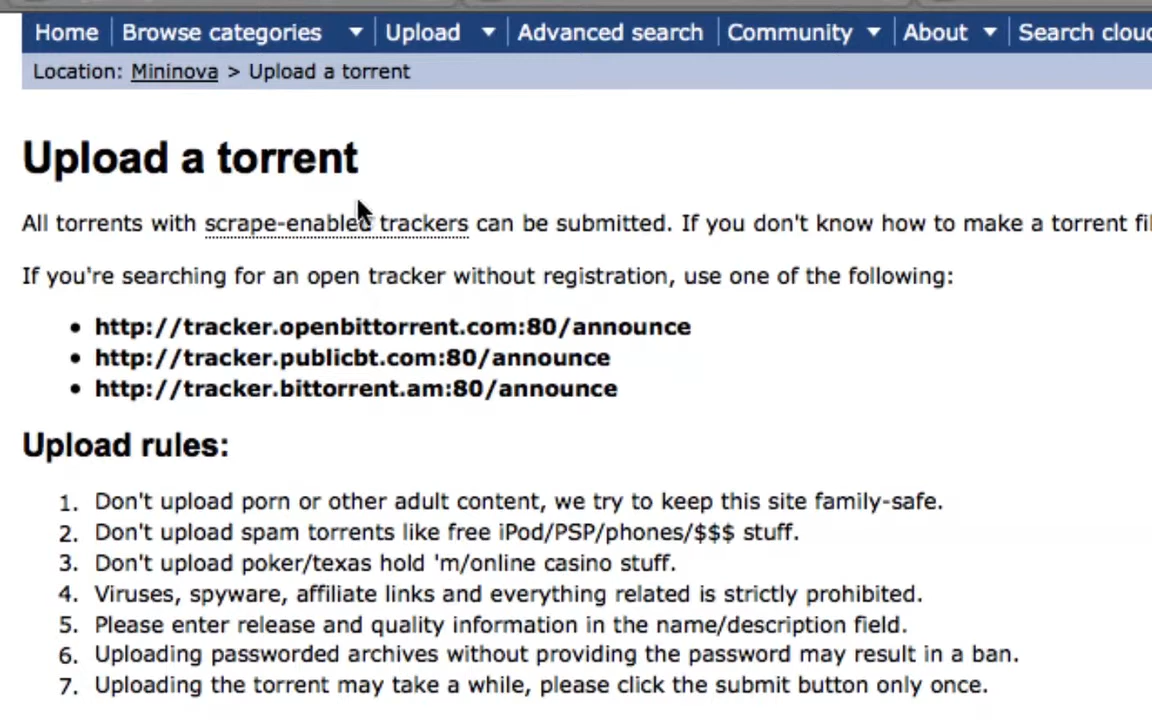 Home Browse categories Upload Advanced search Community About Search
Location: Mininova > Upload a torrent
Upload a torrent
All torrents with scrape-enabled trackers can be submitted. If you don't know how to make a torrent
If you're searching for an open tracker without registration, use one of the following:
• http://tracker.openbittorrent.com:80/announce
• http://tracker.publicbt.com:80/announce
• http://tracker.bittorrent.am:80/announce
Upload rules:
1. Don't upload porn or other adult content, we try to keep this site family-safe.
2. Don't upload spam torrents like free iPod/PSP/phones/$$$ stuff.
3. Don't upload poker/texas hold 'm/online casino stuff.
4. Viruses, spyware, affiliate links and everything related is strictly prohibited.
5. Please enter release and quality information in the name/description field.
6. Uploading passworded archives without providing the password may result in a ban.
7. Uploading the torrent may take a while, please click the submit button only once.